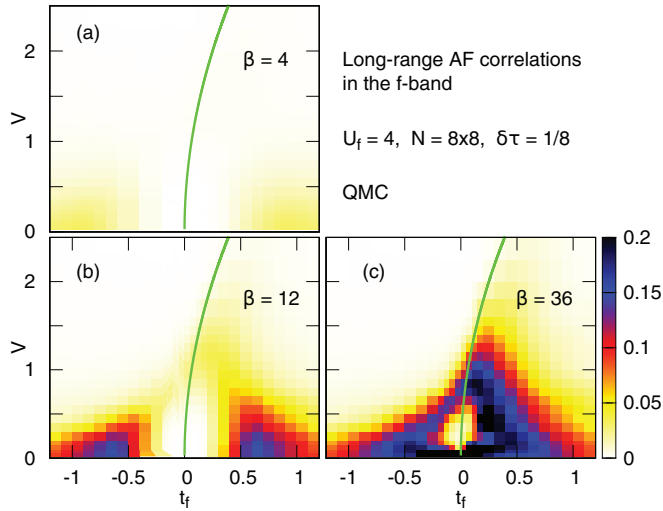 (a)
β = 4
V
2
1
0
Long-range AF correlations
in the f-band
U_f = 4, N = 8x8, δτ = 1/8
QMC
(b)
β = 12
V
2
1
0
-1 -0.5 0 0.5 1
t_f
(c)
β = 36
-1 -0.5 0 0.5 1
t_f
0.2
0.15
0.1
0.05
0